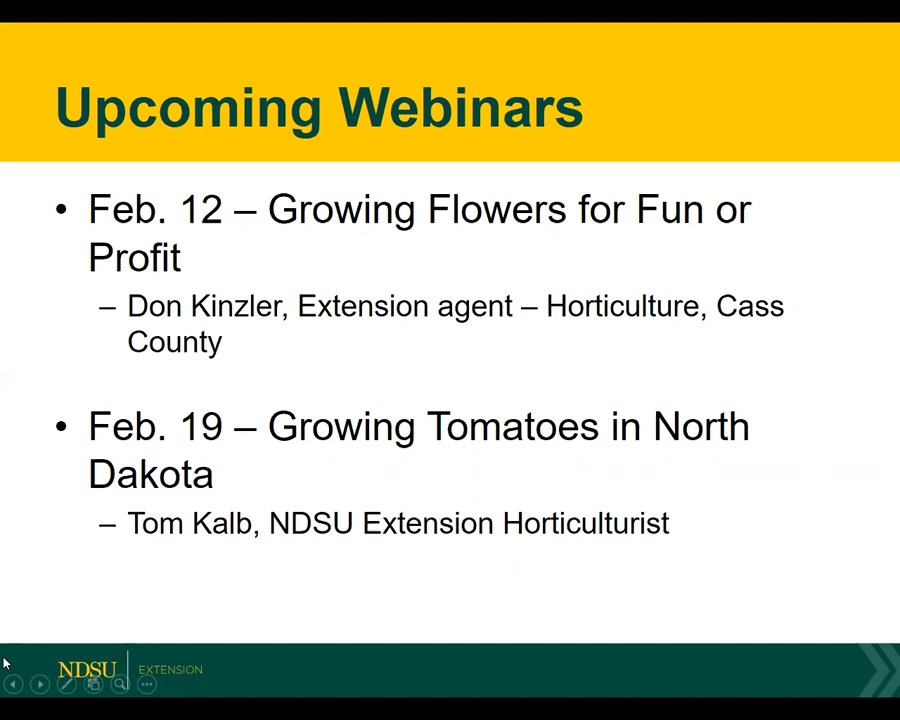 Upcoming Webinars
• Feb. 12 – Growing Flowers for Fun or
Profit
– Don Kinzler, Extension agent – Horticulture, Cass
County
• Feb. 19 – Growing Tomatoes in North
Dakota
– Tom Kalb, NDSU Extension Horticulturist
NDSU EXTENSION